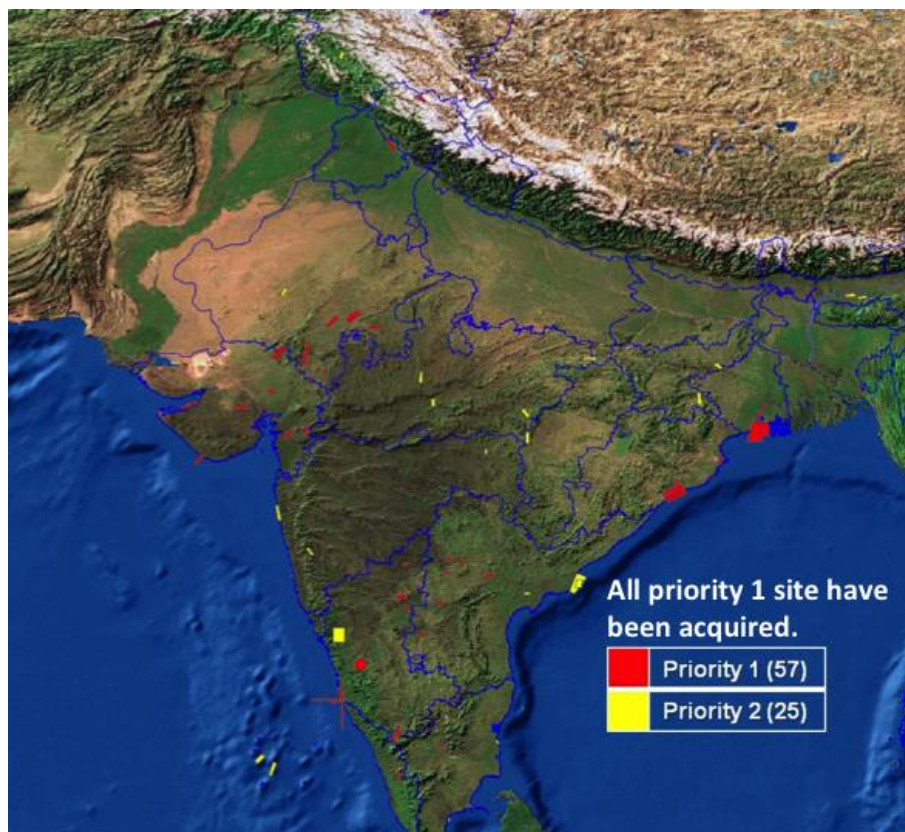 All priority 1 site have
been acquired.
Priority 1 (57)
Priority 2 (25)